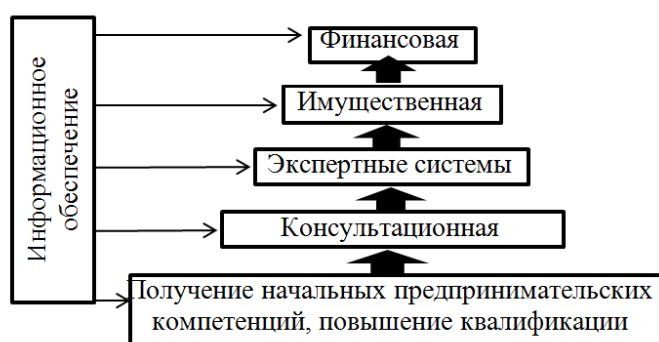 Информационное
обеспечение
Финансовая
Имущественная
Экспертные системы
Консультационная
Получение начальных предпринимательских
компетенций, повышение квалификации